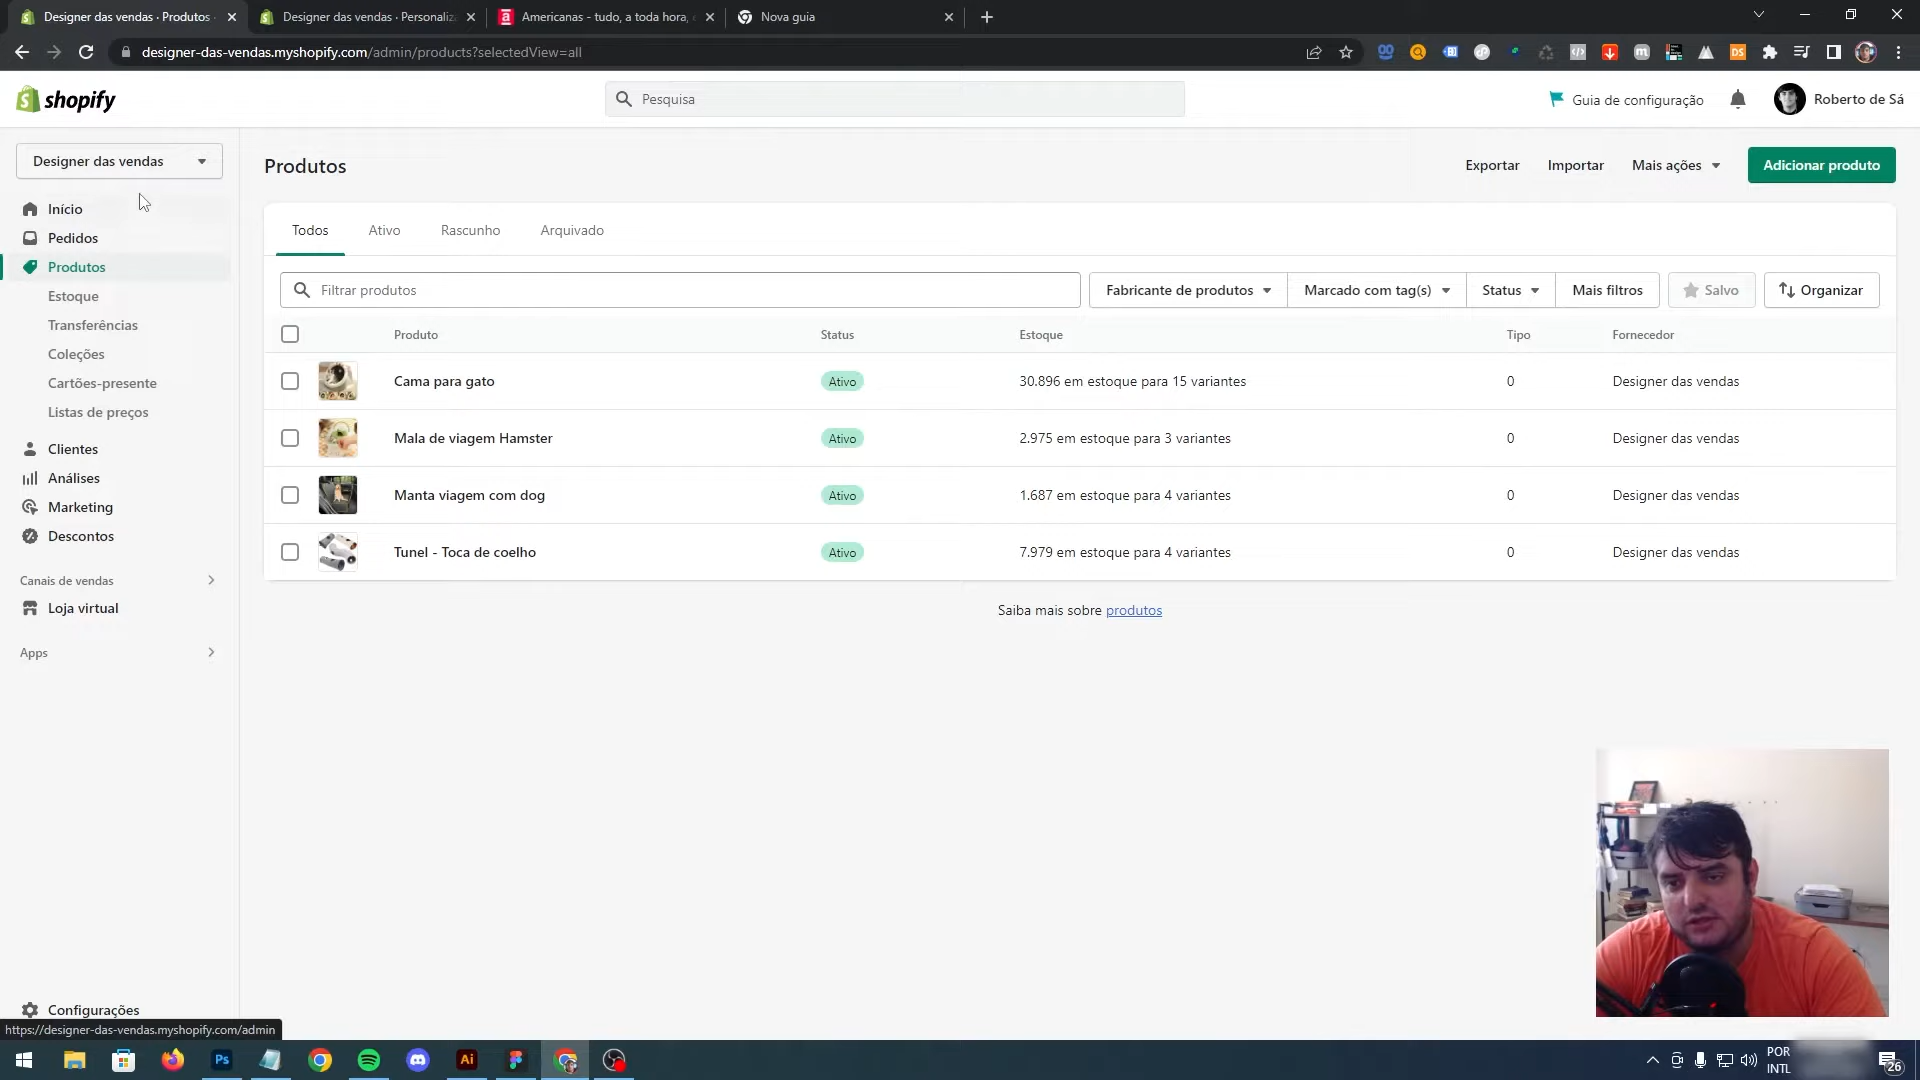 Designer das vendas · Produtos ·
Designer das vendas · Personaliza
Americanas - tudo, a toda hora,
Nova guia
designer-das-vendas.myshopify.com/admin/products?selectedView=all
shopify
Pesquisa
Guia de configuração
Roberto de Sá
Designer das vendas
Início
Pedidos
Produtos
Estoque
Transferências
Coleções
Cartões-presente
Listas de preços
Clientes
Análises
Marketing
Descontos
Canais de vendas
Loja virtual
Apps
Configurações
https://designer-das-vendas.myshopify.com/admin
Produtos
Exportar
Importar
Mais ações
Adicionar produto
Todos
Ativo
Rascunho
Arquivado
Filtrar produtos
Fabricante de produtos
Marcado com tag(s)
Status
Mais filtros
Salvo
Organizar
Produto Status Estoque Tipo Fornecedor
Cama para gato Ativo 30.896 em estoque para 15 variantes 0 Designer das vendas
Mala de viagem Hamster Ativo 2.975 em estoque para 3 variantes 0 Designer das vendas
Manta viagem com dog Ativo 1.687 em estoque para 4 variantes 0 Designer das vendas
Tunel - Toca de coelho Ativo 7.979 em estoque para 4 variantes 0 Designer das vendas
Saiba mais sobre produtos
Ps
Ai
POR
INTL
26